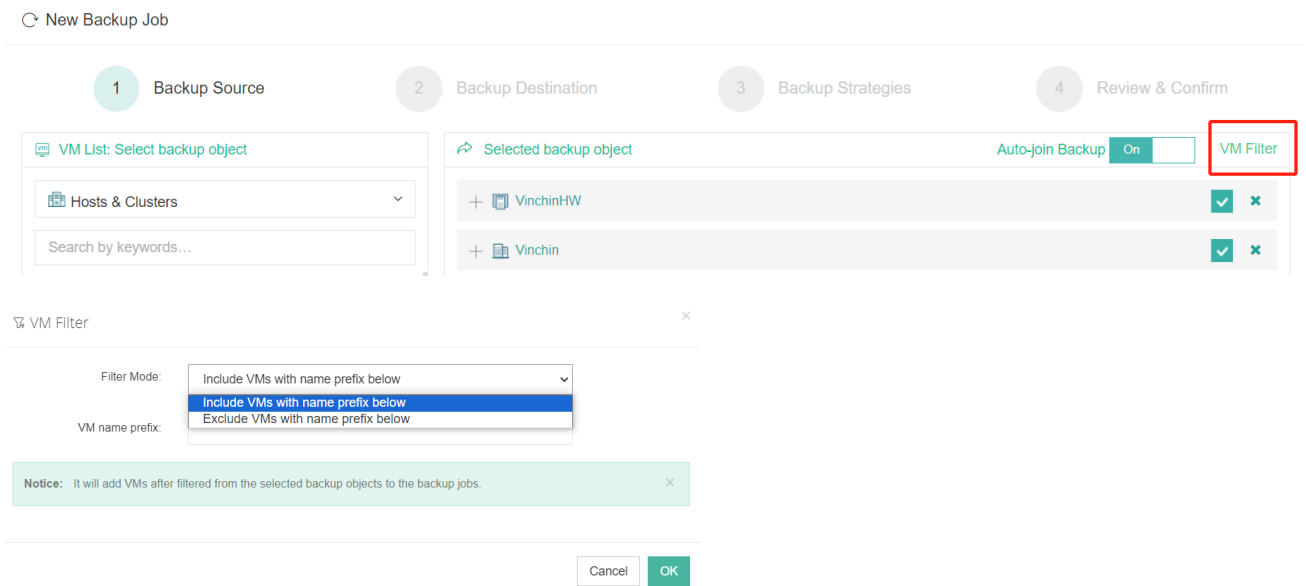 New Backup Job
1 Backup Source 2 Backup Destination 3 Backup Strategies 4 Review & Confirm
vm VM List: Select backup object
Hosts & Clusters
Search by keywords…
Selected backup object Auto-join Backup On VM Filter
VinchinHW
Vinchin
VM Filter
Filter Mode: Include VMs with name prefix below
Include VMs with name prefix below
Exclude VMs with name prefix below
VM name prefix:
Notice: It will add VMs after filtered from the selected backup objects to the backup jobs.
Cancel OK